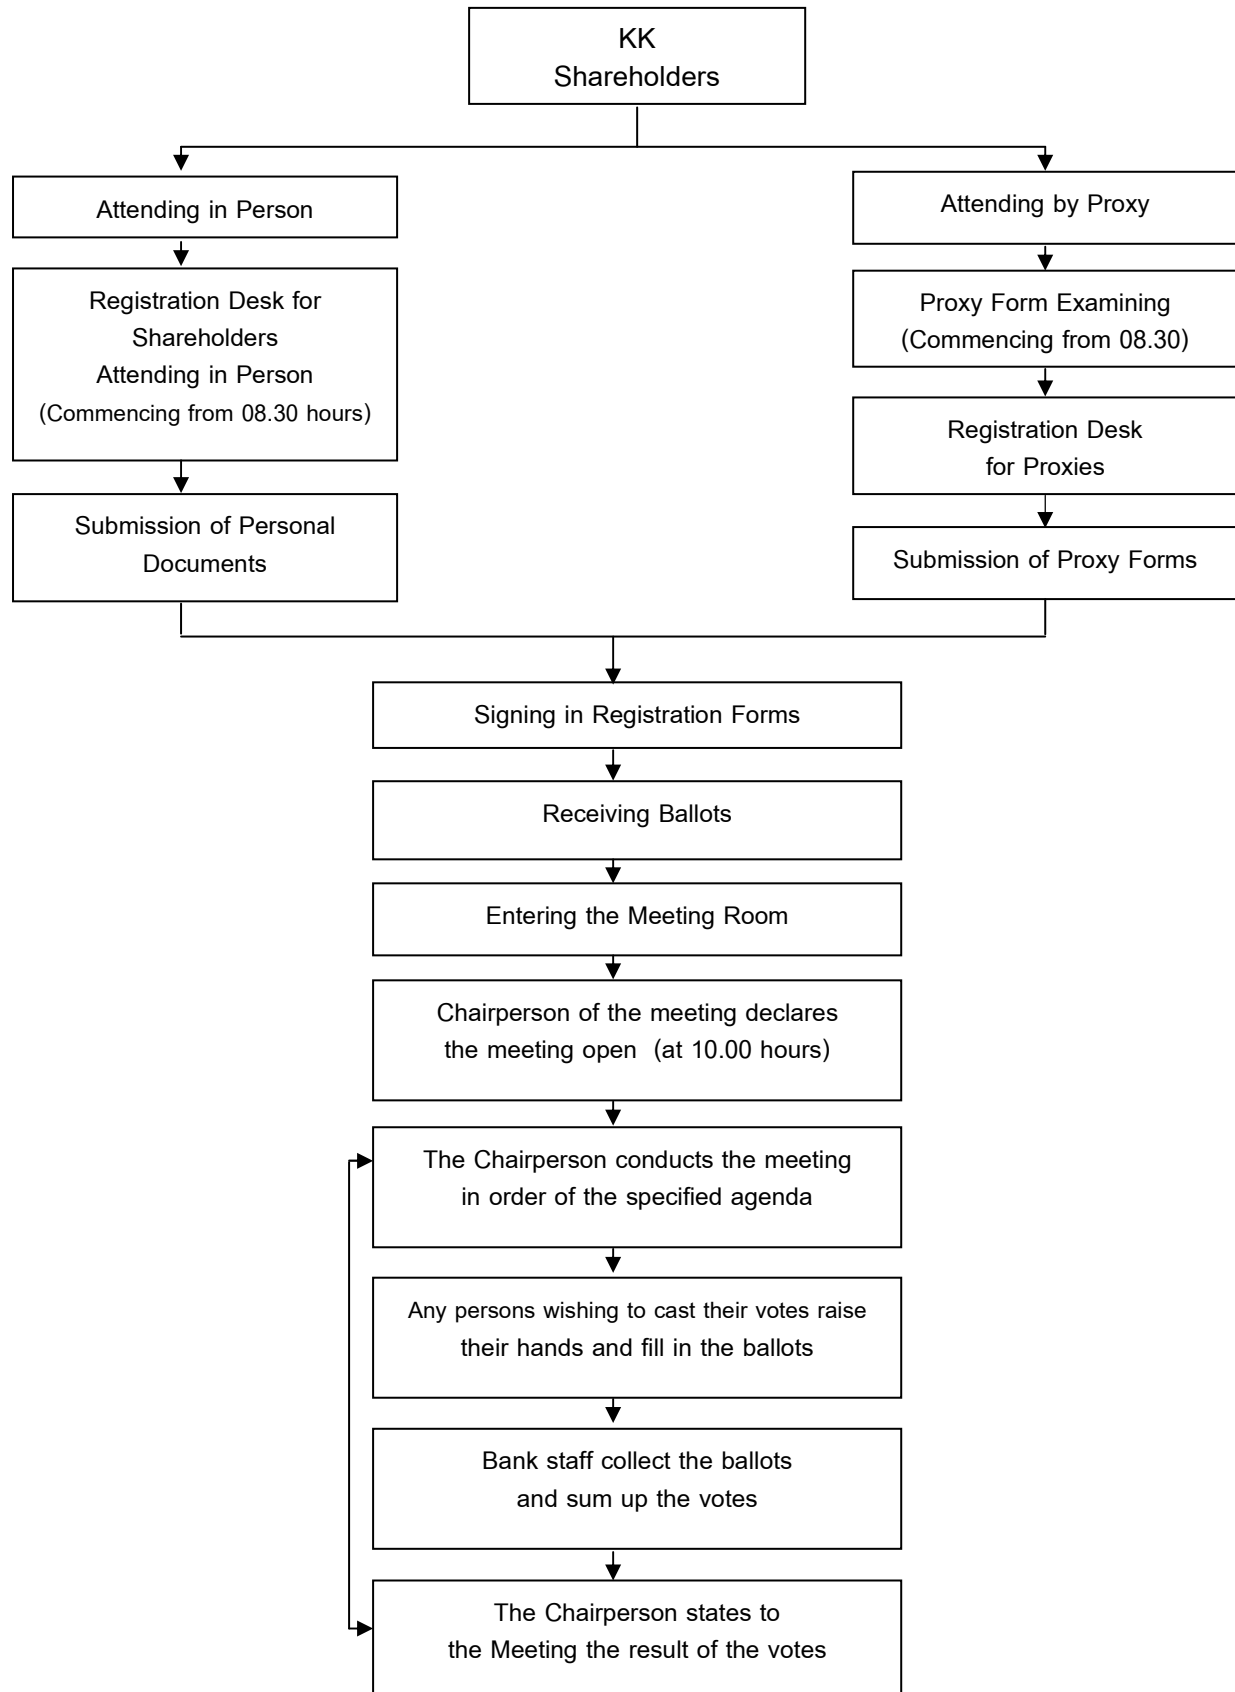 KK
Shareholders
Attending in Person
Registration Desk for
Shareholders
Attending in Person
(Commencing from 08.30 hours)
Submission of Personal
Documents
Attending by Proxy
Proxy Form Examining
(Commencing from 08.30)
Registration Desk
for Proxies
Submission of Proxy Forms
Signing in Registration Forms
Receiving Ballots
Entering the Meeting Room
Chairperson of the meeting declares
the meeting open (at 10.00 hours)
The Chairperson conducts the meeting
in order of the specified agenda
Any persons wishing to cast their votes raise
their hands and fill in the ballots
Bank staff collect the ballots
and sum up the votes
The Chairperson states to
the Meeting the result of the votes